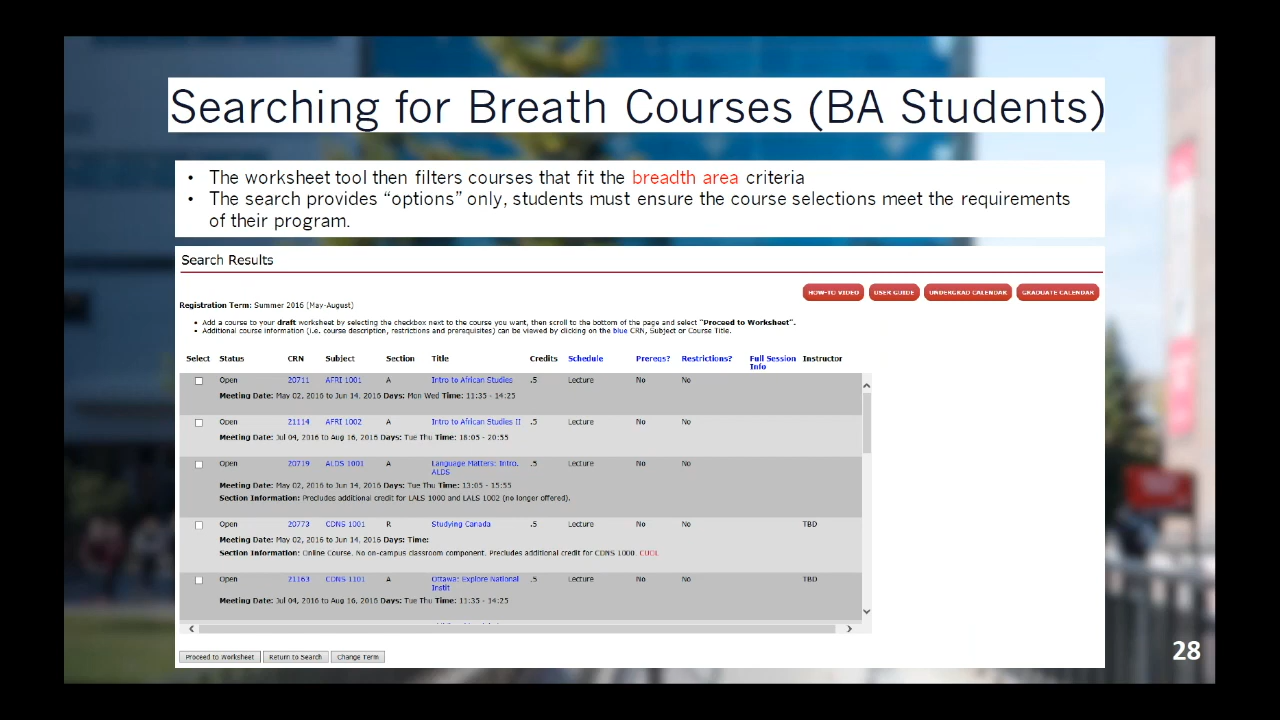 Searching for Breath Courses (BA Students)
• The worksheet tool then filters courses that fit the breadth area criteria
• The search provides “options” only, students must ensure the course selections meet the requirements
of their program.
Search Results
HOW-TO VIDEO USER GUIDE UNDERGRAD CALENDAR GRADUATE CALENDAR
Registration Term: Summer 2016 (May-August)
• Add a course to your draft worksheet by selecting the checkbox next to the course you want, then scroll to the bottom of the page and select "Proceed to Worksheet".
• Additional course information (i.e. course description, restrictions and prerequisites) can be viewed by clicking on the blue CRN, Subject or Course Title.
Select Status CRN Subject Section Title Credits Schedule Prereqs? Restrictions? Full Session Instructor
Info
Open 20711 AFRI 1001 A Intro to African Studies .5 Lecture No No
Meeting Date: May 02, 2016 to Jun 14, 2016 Days: Mon Wed Time: 11:35 - 14:25
Open 21114 AFRI 1002 A Intro to African Studies II .5 Lecture No No
Meeting Date: Jul 04, 2016 to Aug 16, 2016 Days: Tue Thu Time: 18:05 - 20:55
Open 20719 ALDS 1001 A Language Matters: Intro. .5 Lecture No No
ALDS
Meeting Date: May 02, 2016 to Jun 14, 2016 Days: Tue Thu Time: 13:05 - 15:55
Section Information: Precludes additional credit for LALS 1000 and LALS 1002 (no longer offered).
Open 20773 CDNS 1001 R Studying Canada .5 Lecture No No TBD
Meeting Date: May 02, 2016 to Jun 14, 2016 Days: Time:
Section Information: Online Course. No on-campus classroom component. Precludes additional credit for CDNS 1000. CUOL
Open 21163 CDNS 1101 A Ottawa: Explore National .5 Lecture No No TBD
Instit
Meeting Date: Jul 04, 2016 to Aug 16, 2016 Days: Tue Thu Time: 11:35 - 14:25
Proceed to Worksheet Return to Search Change Term
28